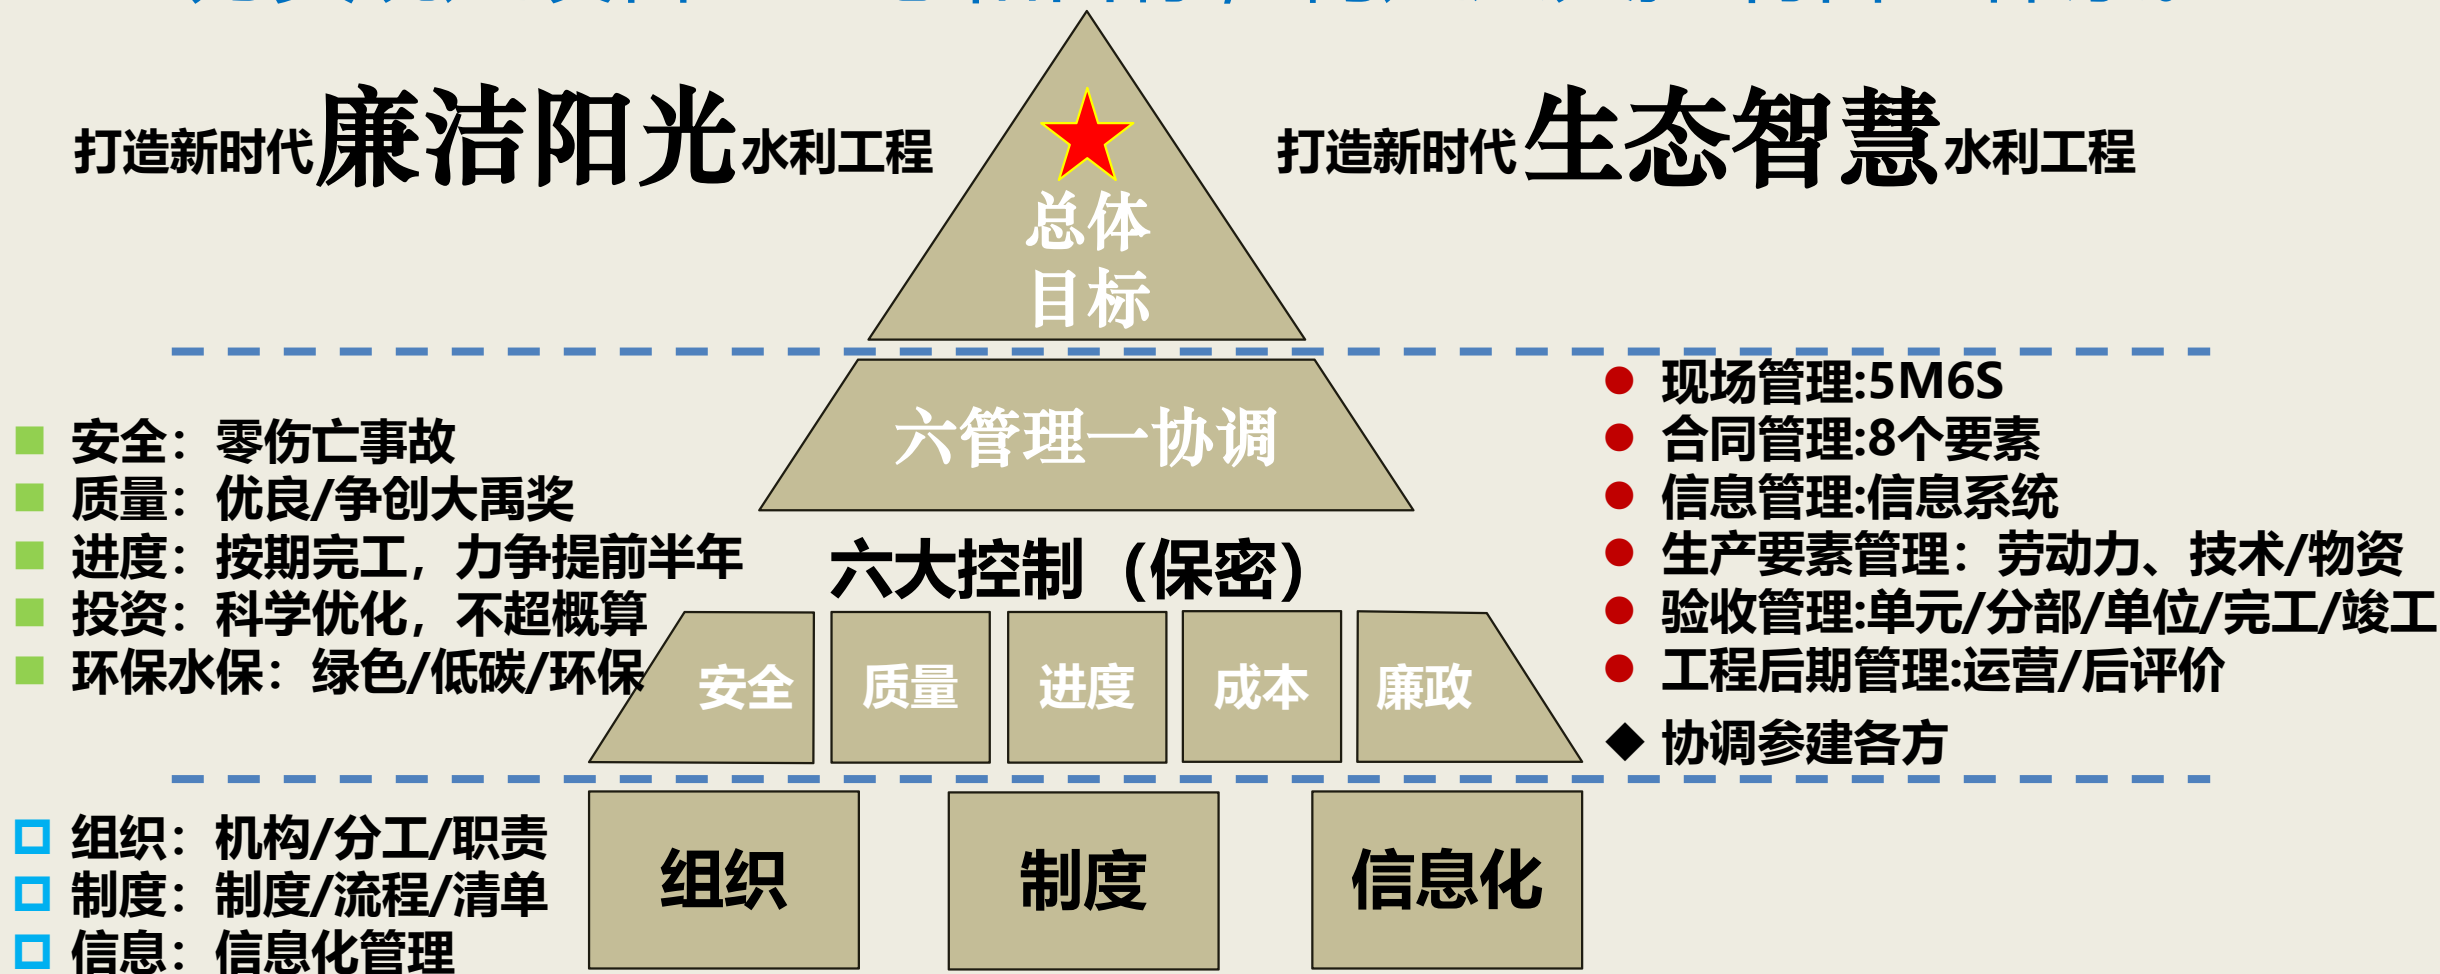 打造新时代廉洁阳光水利工程
打造新时代生态智慧水利工程
总体
目标
六管理一协调
安全：零伤亡事故
质量：优良/争创大禹奖
进度：按期完工，力争提前半年
投资：科学优化，不超概算
环保水保：绿色/低碳/环保
现场管理:5M6S
合同管理:8个要素
信息管理:信息系统
生产要素管理：劳动力、技术/物资
验收管理:单元/分部/单位/完工/竣工
工程后期管理:运营/后评价
协调参建各方
六大控制（保密）
安全
质量
进度
成本
廉政
组织：机构/分工/职责
制度：制度/流程/清单
信息：信息化管理
组织
制度
信息化